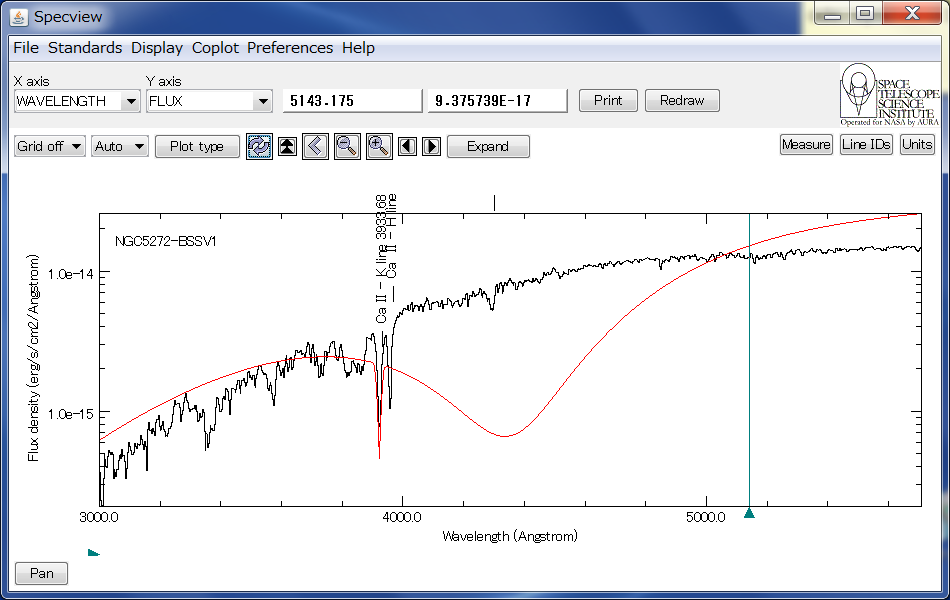 Specview
File Standards Display Coplot Preferences Help
X axis
Y axis
WAVELENGTH
FLUX
5143.175
9.375739E-17
Print
Redraw
SPACE
TELESCOPE
SCIENCE
INSTITUTE
Operated for NASA by AURA
Grid off
Auto
Plot type
Expand
Measure
Line IDs
Units
Ca II - K line 3933.68
Ca II - H line
NGC5272-BSSV1
1.0e-14
1.0e-15
Flux density (erg/s/cm2/Angstrom)
3000.0
4000.0
5000.0
Wavelength (Angstrom)
Pan